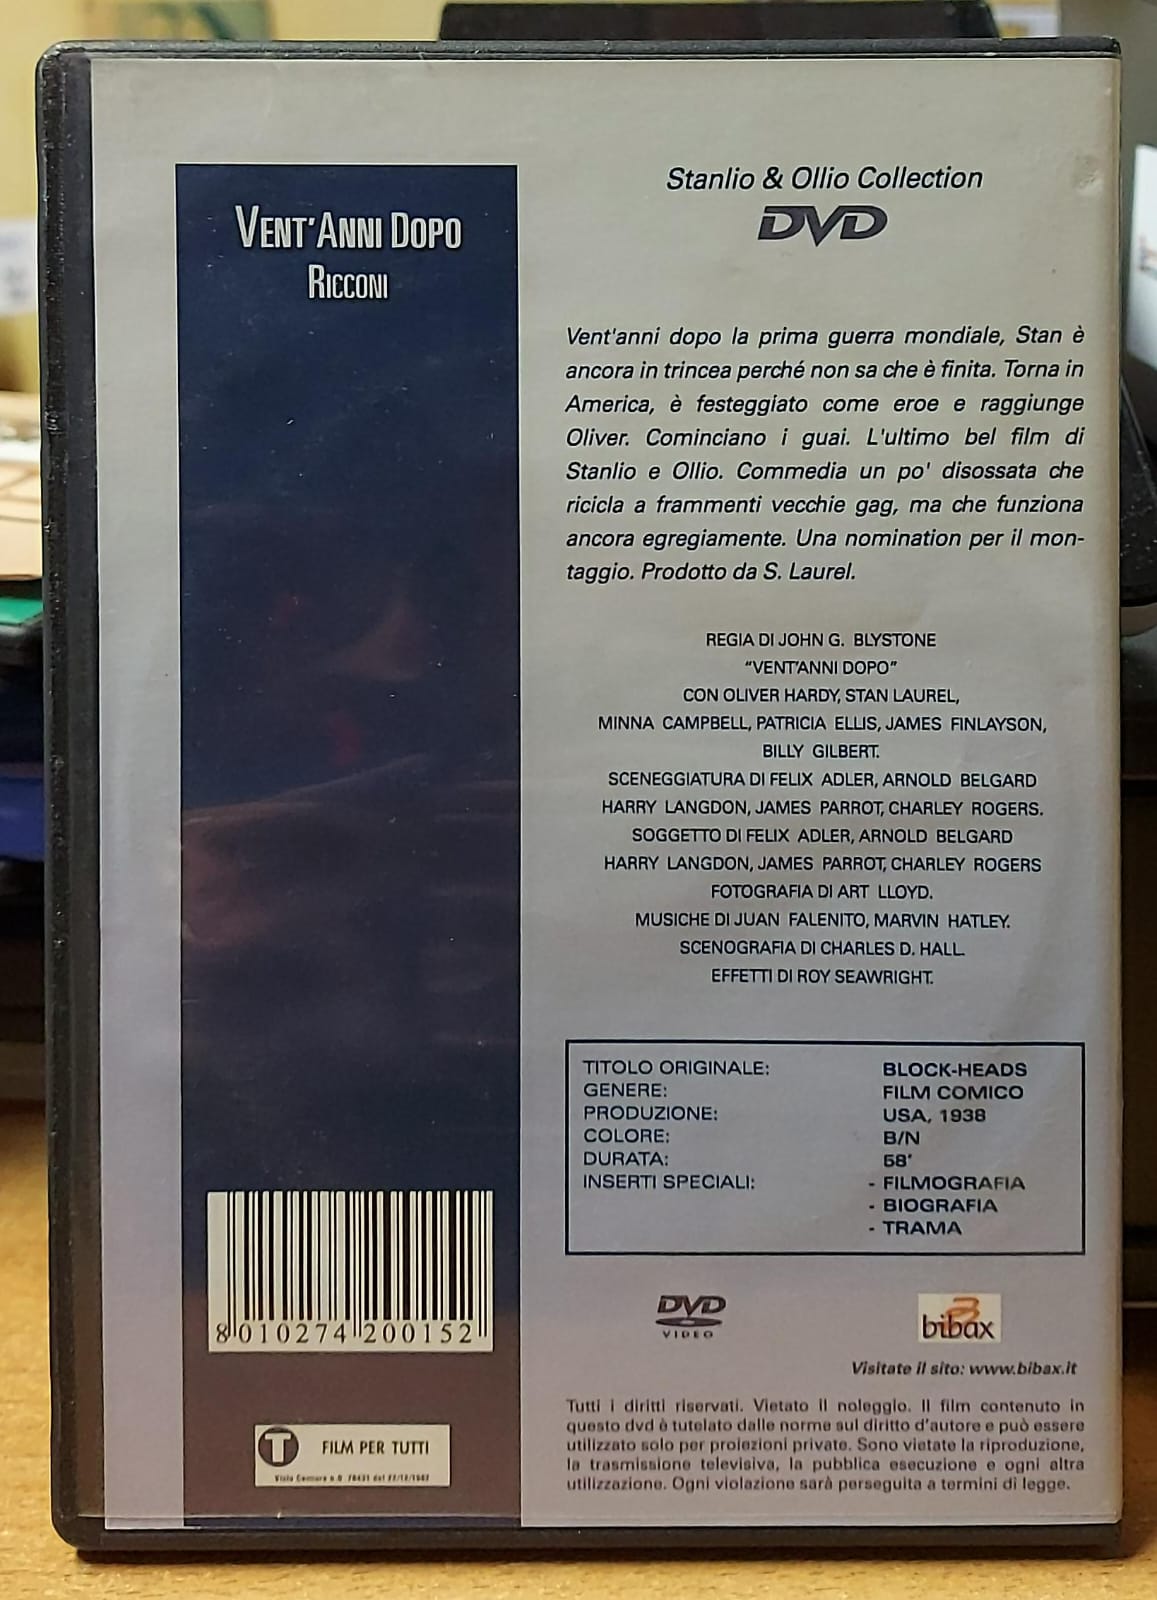 VENT'ANNI DOPO
RICCONI
Stanlio & Ollio Collection
DVD
Vent'anni dopo la prima guerra mondiale, Stan è
ancora in trincea perché non sa che è finita. Torna in
America, è festeggiato come eroe e raggiunge
Oliver. Cominciano i guai. L'ultimo bel film di
Stanlio e Ollio. Commedia un po' disossata che
ricicla a frammenti vecchie gag, ma che funziona
ancora egregiamente. Una nomination per il mon-
taggio. Prodotto da S. Laurel.
REGIA DI JOHN G. BLYSTONE
"VENT'ANNI DOPO"
CON OLIVER HARDY, STAN LAUREL,
MINNA CAMPBELL, PATRICIA ELLIS, JAMES FINLAYSON,
BILLY GILBERT.
SCENEGGIATURA DI FELIX ADLER, ARNOLD BELGARD
HARRY LANGDON, JAMES PARROT, CHARLEY ROGERS.
SOGGETTO DI FELIX ADLER, ARNOLD BELGARD
HARRY LANGDON, JAMES PARROT, CHARLEY ROGERS
FOTOGRAFIA DI ART LLOYD.
MUSICHE DI JUAN FALENITO, MARVIN HATLEY.
SCENOGRAFIA DI CHARLES D. HALL
EFFETTI DI ROY SEAWRIGHT.
TITOLO ORIGINALE: BLOCK-HEADS
GENERE: FILM COMICO
PRODUZIONE: USA, 1938
COLORE: B/N
DURATA: 58'
INSERTI SPECIALI: - FILMOGRAFIA
- BIOGRAFIA
- TRAMA
8 010274 200152
DVD
VIDEO
bibax
Visitate il sito: www.bibax.it
T FILM PER TUTTI
Tutti i diritti riservati. Vietato il noleggio. Il film contenuto in
questo dvd è tutelato dalle norme sul diritto d'autore e può essere
utilizzato solo per proiezioni private. Sono vietate la riproduzione,
la trasmissione televisiva, la pubblica esecuzione e ogni altra
utilizzazione. Ogni violazione sarà perseguita a termini di legge.